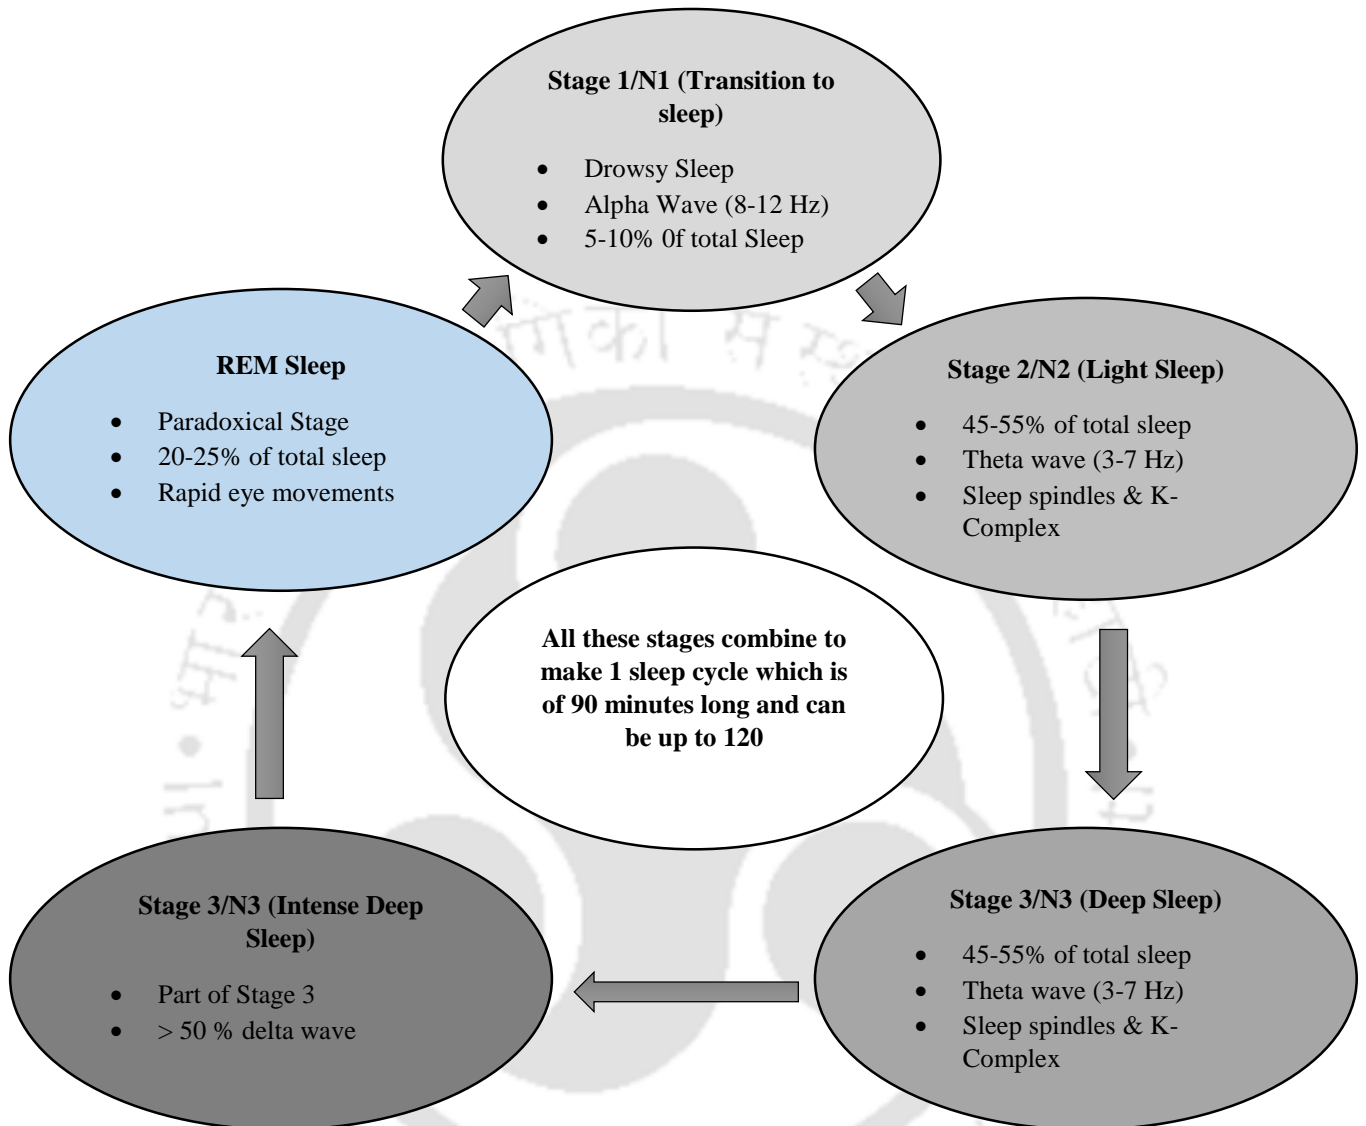 Stage 1/N1 (Transition to
sleep)
• Drowsy Sleep
• Alpha Wave (8-12 Hz)
• 5-10% 0f total Sleep
Stage 2/N2 (Light Sleep)
• 45-55% of total sleep
• Theta wave (3-7 Hz)
• Sleep spindles & K-
Complex
Stage 3/N3 (Deep Sleep)
• 45-55% of total sleep
• Theta wave (3-7 Hz)
• Sleep spindles & K-
Complex
Stage 3/N3 (Intense Deep
Sleep)
• Part of Stage 3
• > 50 % delta wave
REM Sleep
• Paradoxical Stage
• 20-25% of total sleep
• Rapid eye movements
All these stages combine to
make 1 sleep cycle which is
of 90 minutes long and can
be up to 120